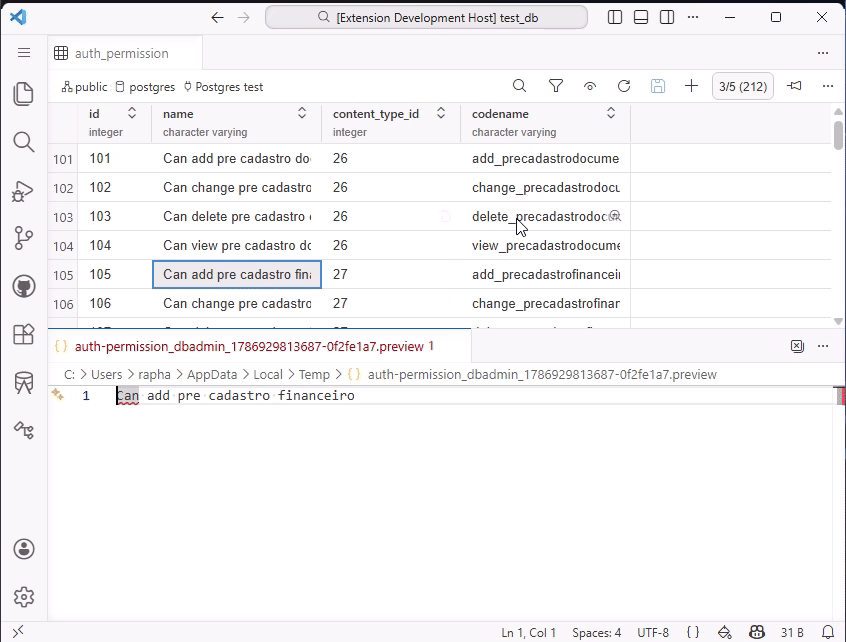 [Extension Development Host] test_db
auth_permission
public postgres Postgres test 3/5 (212)
id name content_type_id codename
integer character varying integer character varying
101 101 Can add pre cadastro do 26 add_precadastrodocume
102 102 Can change pre cadastro 26 change_precadastrodocu
103 103 Can delete pre cadastro 26 delete_precadastrodoc
104 104 Can view pre cadastro do 26 view_precadastrodocume
105 105 Can add pre cadastro fin 27 add_precadastrofinancei
106 106 Can change pre cadastro 27 change_precadastrofinan
{} auth-permission_dbadmin_1786929813687-0f2fe1a7.preview 1
C: > Users > rapha > AppData > Local > Temp > {} auth-permission_dbadmin_1786929813687-0f2fe1a7.preview
1 Can add pre cadastro financeiro
Ln 1, Col 1 Spaces: 4 UTF-8 {} 31 B